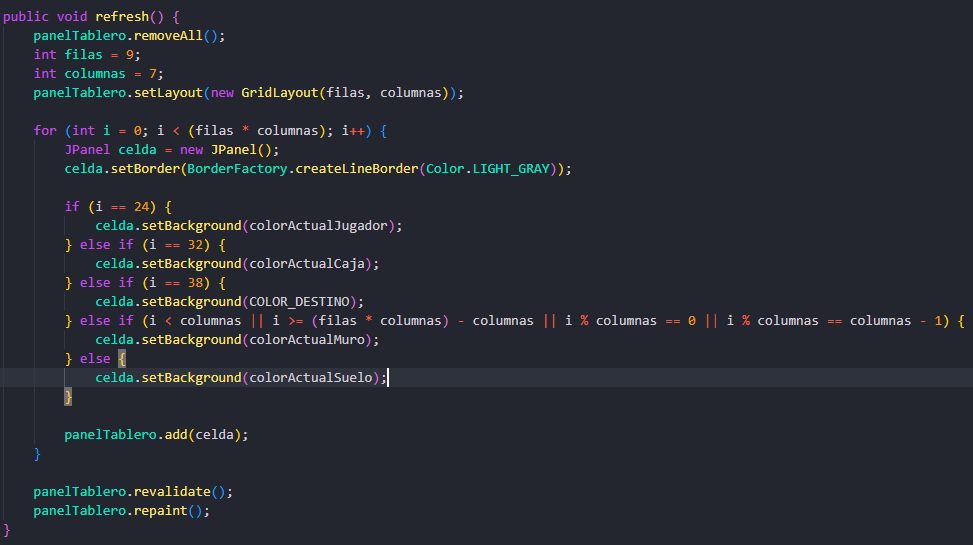 public void refresh() {
    panelTablero.removeAll();
    int filas = 9;
    int columnas = 7;
    panelTablero.setLayout(new GridLayout(filas, columnas));

    for (int i = 0; i < (filas * columnas); i++) {
        JPanel celda = new JPanel();
        celda.setBorder(BorderFactory.createLineBorder(Color.LIGHT_GRAY));

        if (i == 24) {
            celda.setBackground(colorActualJugador);
        } else if (i == 32) {
            celda.setBackground(colorActualCaja);
        } else if (i == 38) {
            celda.setBackground(COLOR_DESTINO);
        } else if (i < columnas || i >= (filas * columnas) - columnas || i % columnas == 0 || i % columnas == columnas - 1) {
            celda.setBackground(colorActualMuro);
        } else {
            celda.setBackground(colorActualSuelo);
        }

        panelTablero.add(celda);
    }

    panelTablero.revalidate();
    panelTablero.repaint();
}